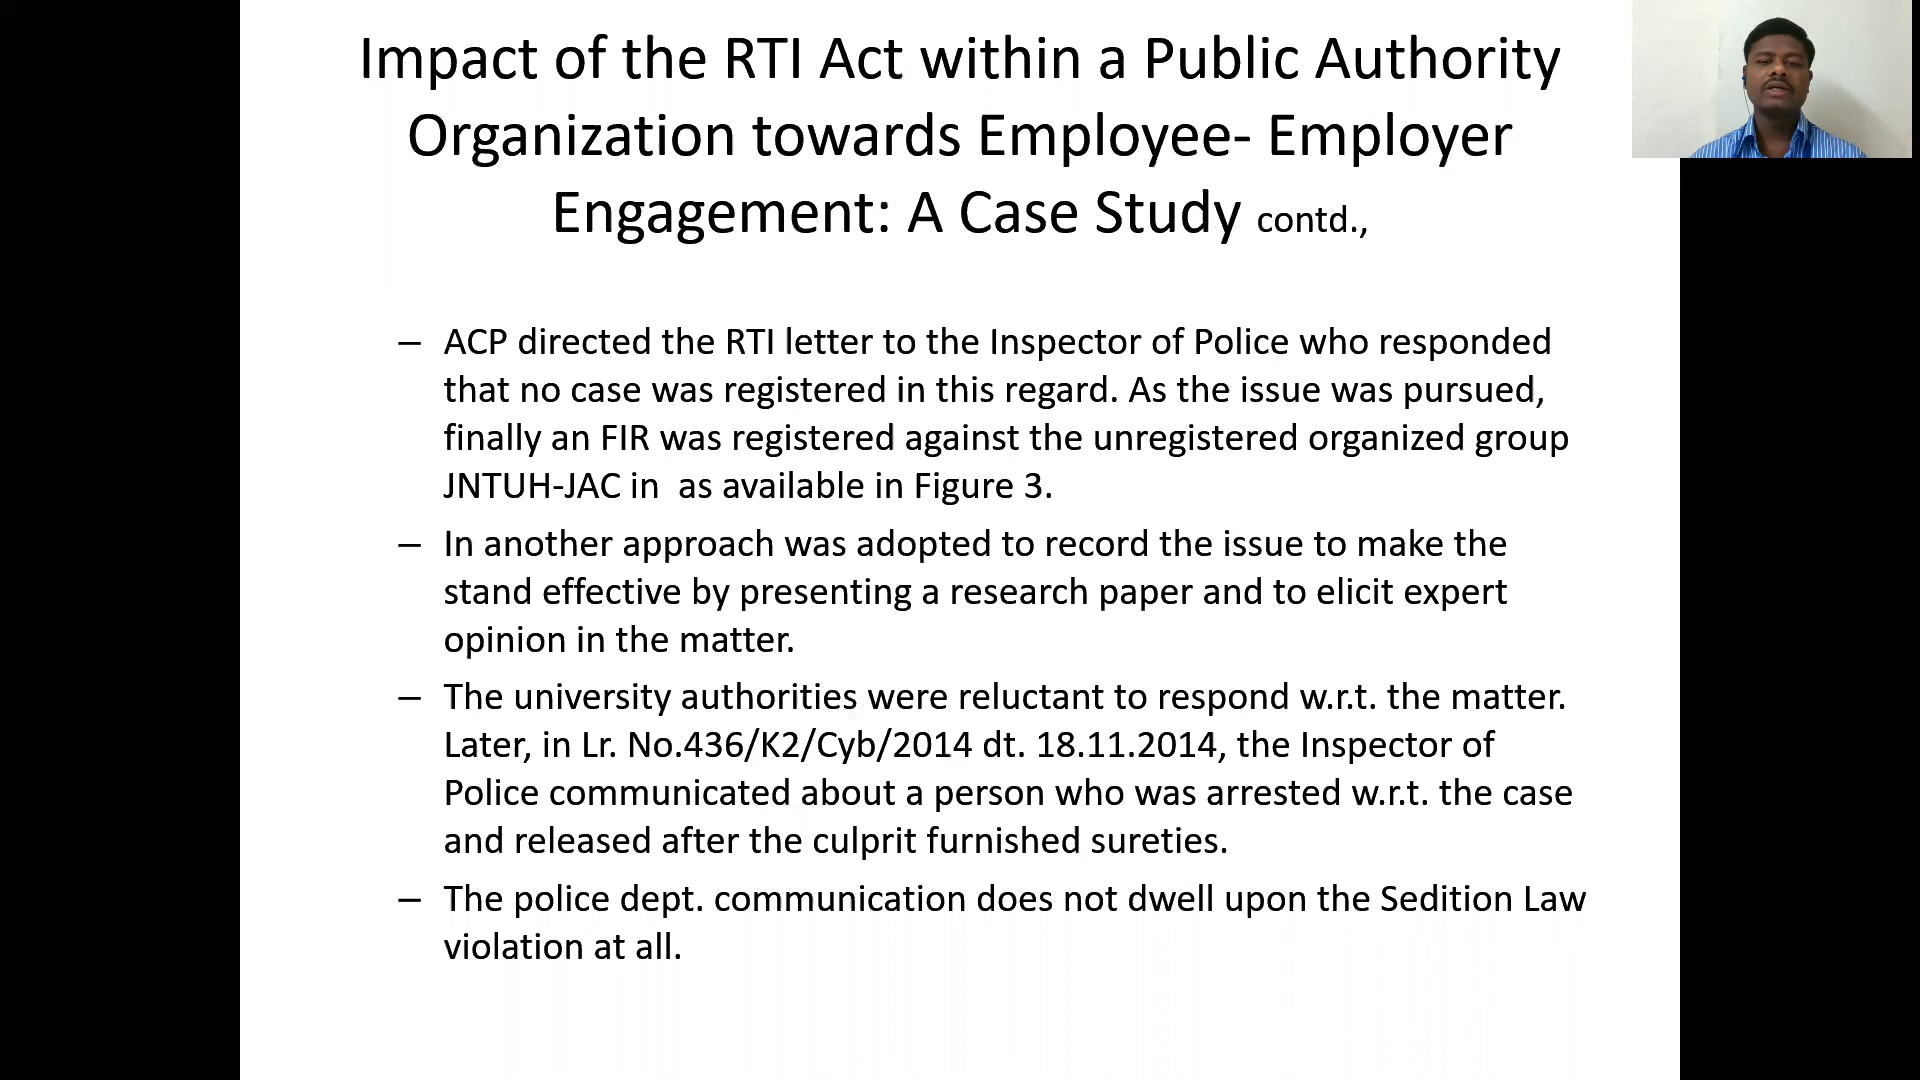 Impact of the RTI Act within a Public Authority
Organization towards Employee- Employer
Engagement: A Case Study contd.,
– ACP directed the RTI letter to the Inspector of Police who responded
that no case was registered in this regard. As the issue was pursued,
finally an FIR was registered against the unregistered organized group
JNTUH-JAC in  as available in Figure 3.
– In another approach was adopted to record the issue to make the
stand effective by presenting a research paper and to elicit expert
opinion in the matter.
– The university authorities were reluctant to respond w.r.t. the matter.
Later, in Lr. No.436/K2/Cyb/2014 dt. 18.11.2014, the Inspector of
Police communicated about a person who was arrested w.r.t. the case
and released after the culprit furnished sureties.
– The police dept. communication does not dwell upon the Sedition Law
violation at all.